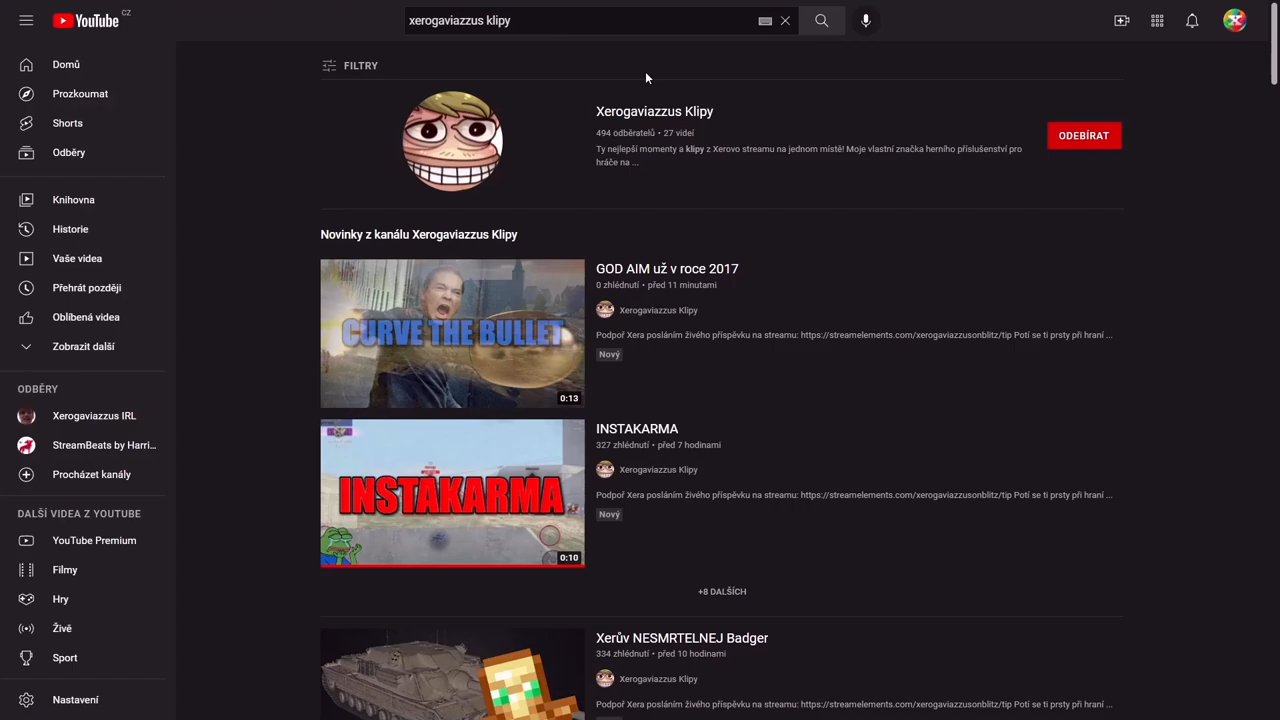 YouTube CZ
xerogaviazzus klipy
Domů
Prozkoumat
Shorts
Odběry
Knihovna
Historie
Vaše videa
Přehrát později
Oblíbená videa
Zobrazit další
ODBĚRY
Xerogaviazzus IRL
StreamBeats by Harri...
Procházet kanály
DALŠÍ VIDEA Z YOUTUBE
YouTube Premium
Filmy
Hry
Živě
Sport
Nastavení
FILTRY
Xerogaviazzus Klipy
494 odběratelů • 27 videí
Ty nejlepší momenty a klipy z Xerovo streamu na jednom místě! Moje vlastní značka herního příslušenství pro
hráče na ...
ODEBÍRAT
Novinky z kanálu Xerogaviazzus Klipy
CURVE THE BULLET
0:13
GOD AIM už v roce 2017
0 zhlédnutí • před 11 minutami
Xerogaviazzus Klipy
Podpoř Xera posláním živého příspěvku na streamu: https://streamelements.com/xerogaviazzusonblitz/tip Potí se ti prsty při hraní ...
Nový
INSTAKARMA
0:10
INSTAKARMA
327 zhlédnutí • před 7 hodinami
Xerogaviazzus Klipy
Podpoř Xera posláním živého příspěvku na streamu: https://streamelements.com/xerogaviazzusonblitz/tip Potí se ti prsty při hraní ...
Nový
+8 DALŠÍCH
Xerův NESMRTELNEJ Badger
334 zhlédnutí • před 10 hodinami
Xerogaviazzus Klipy
Podpoř Xera posláním živého příspěvku na streamu: https://streamelements.com/xerogaviazzusonblitz/tip Potí se ti prsty při hraní ...